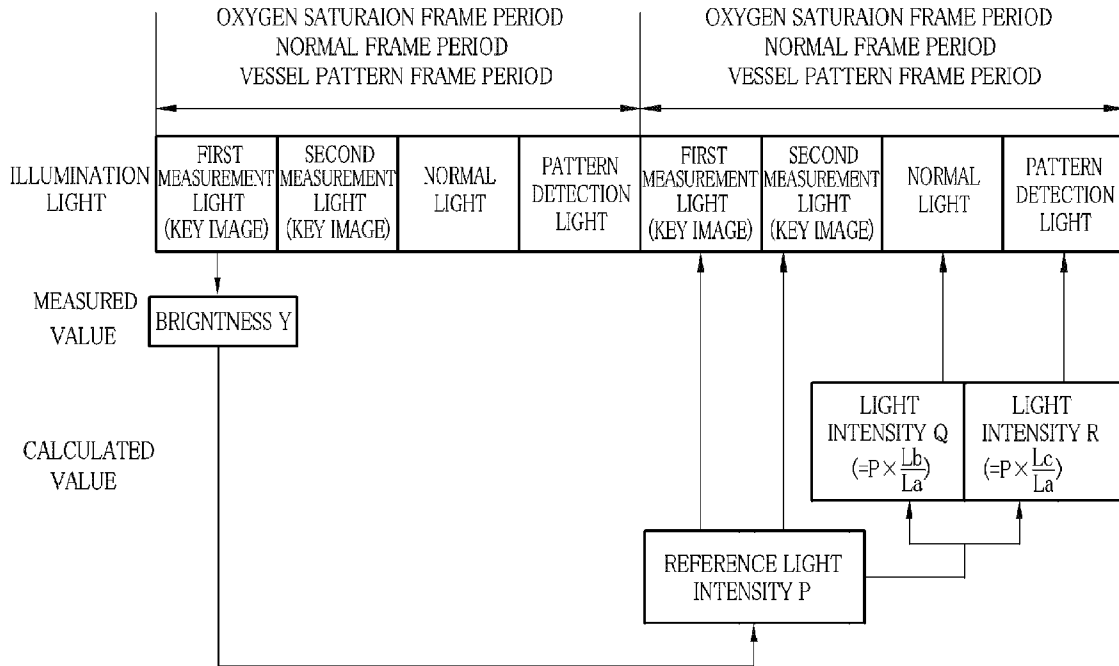 OXYGEN SATURAION FRAME PERIOD
NORMAL FRAME PERIOD
VESSEL PATTERN FRAME PERIOD
OXYGEN SATURAION FRAME PERIOD
NORMAL FRAME PERIOD
VESSEL PATTERN FRAME PERIOD
ILLUMINATION
LIGHT
FIRST
MEASUREMENT
LIGHT
(KEY IMAGE)
SECOND
MEASUREMENT
LIGHT
(KEY IMAGE)
NORMAL
LIGHT
PATTERN
DETECTION
LIGHT
FIRST
MEASUREMENT
LIGHT
(KEY IMAGE)
SECOND
MEASUREMENT
LIGHT
(KEY IMAGE)
NORMAL
LIGHT
PATTERN
DETECTION
LIGHT
MEASURED
VALUE
BRIGNTNESS Y
CALCULATED
VALUE
LIGHT
INTENSITY Q
(=P × Lb/La)
LIGHT
INTENSITY R
(=P × Lc/La)
REFERENCE LIGHT
INTENSITY P